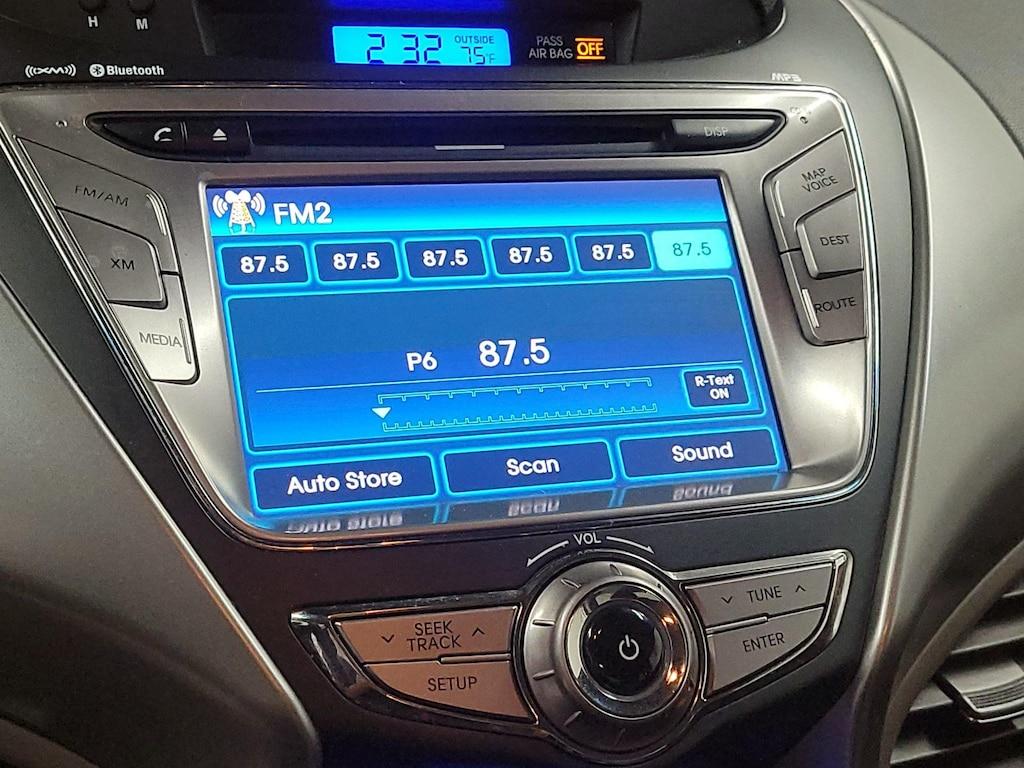 H M
2 32 OUTSIDE 75°F
PASS AIR BAG OFF
((XM)) Bluetooth
MP3
DISP
FM/AM
XM
MEDIA
MAP VOICE
DEST
ROUTE
FM2
87.5 87.5 87.5 87.5 87.5 87.5
P6 87.5
R-Text ON
Auto Store Scan Sound
VOL
SEEK TRACK
SETUP
TUNE
ENTER